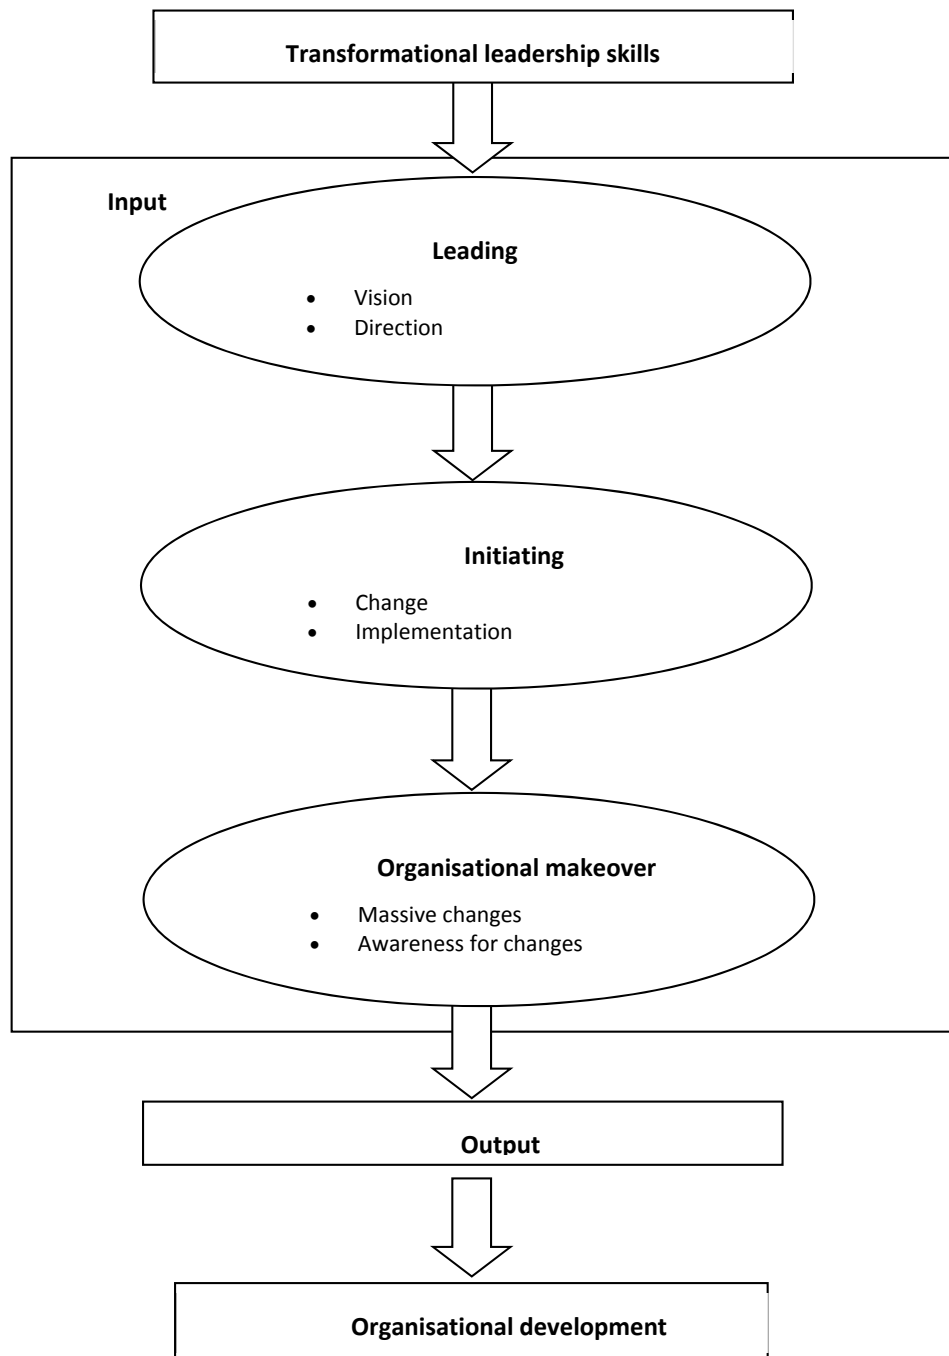 Transformational leadership skills
Input
Leading
• Vision
• Direction
Initiating
• Change
• Implementation
Organisational makeover
• Massive changes
• Awareness for changes
Output
Organisational development